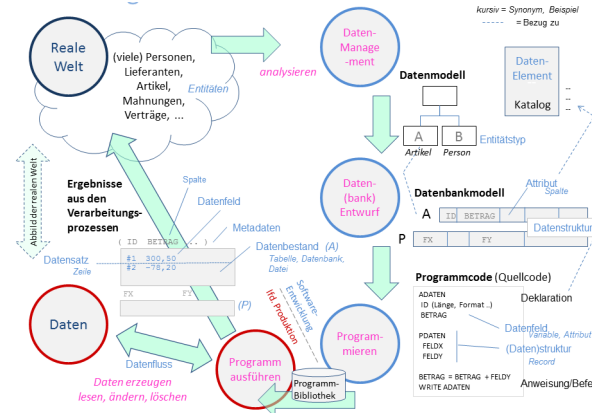 kursiv = Synonym, Beispiel
= Bezug zu
Reale
Welt
(viele) Personen,
Lieferanten,
Artikel,
Mahnungen,
Verträge, ...
Entitäten
analysieren
Daten-
Manage
-ment
Datenmodell
A
B
Artikel
Person
Entitätstyp
Daten-
Element
Katalog
Abbild der realen Welt
Ergebnisse
aus den
Verarbeitungs-
prozessen
Spalte
Datenfeld
Metadaten
( ID BETRAG .. )
Datensatz
Zeile
#1 300,50
#2 -78,20
Datenbestand (A)
Tabelle, Datenbank,
Datei
FX FY
(P)
Daten-
(bank)
Entwurf
Datenbankmodell
Attribut
Spalte
A
ID BETRAG
Datenstruktur
P
FX FY
Programmcode (Quellcode)
ADATEN
ID (Länge, Format ..)
BETRAG
Deklaration
PDATEN
FELDX
FELDY
Datenfeld
Variable, Attribut
(Daten)struktur
Record
BETRAG = BETRAG + FELDY
WRITE ADATEN
Anweisung/Befe
Daten
Datenfluss
Daten erzeugen
lesen, ändern, löschen
Programm
ausführen
lfd. Produktion
Software-
Entwicklung
Program-
mieren
Programm-
Bibliothek